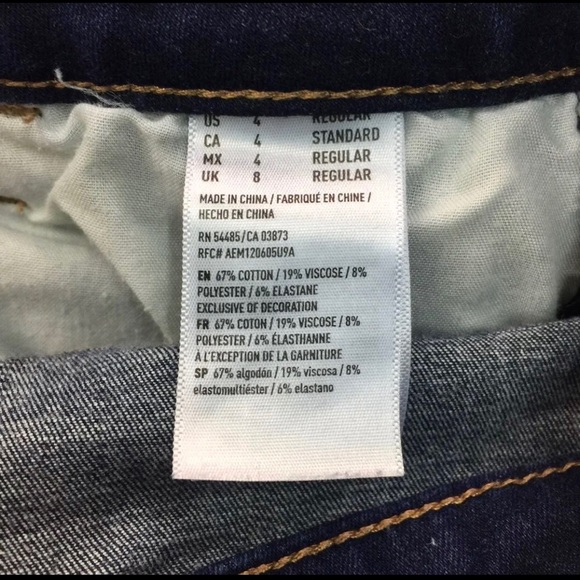 US 4 REGULAR
CA 4 STANDARD
MX 4 REGULAR
UK 8 REGULAR
MADE IN CHINA / FABRIQUÉ EN CHINE /
HECHO EN CHINA
RN 54485/CA 03873
RFC# AEM120605U9A
EN 67% COTTON / 19% VISCOSE / 8%
POLYESTER / 6% ELASTANE
EXCLUSIVE OF DECORATION
FR 67% COTON / 19% VISCOSE / 8%
POLYESTER / 6% ÉLASTHANNE
À L'EXCEPTION DE LA GARNITURE
SP 67% algodón / 19% viscosa / 8%
elastomultiéster / 6% elastano